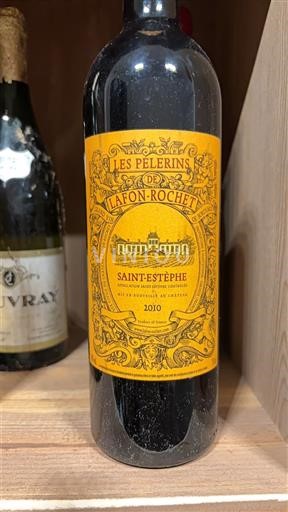 LES PÈLERINS
DE
LAFON-ROCHET
SAINT-ESTÈPHE
APPELLATION SAINT-ESTÈPHE CONTRÔLÉE
MIS EN BOUTEILLE AU CHÂTEAU
2010
Product of France
UVRAY